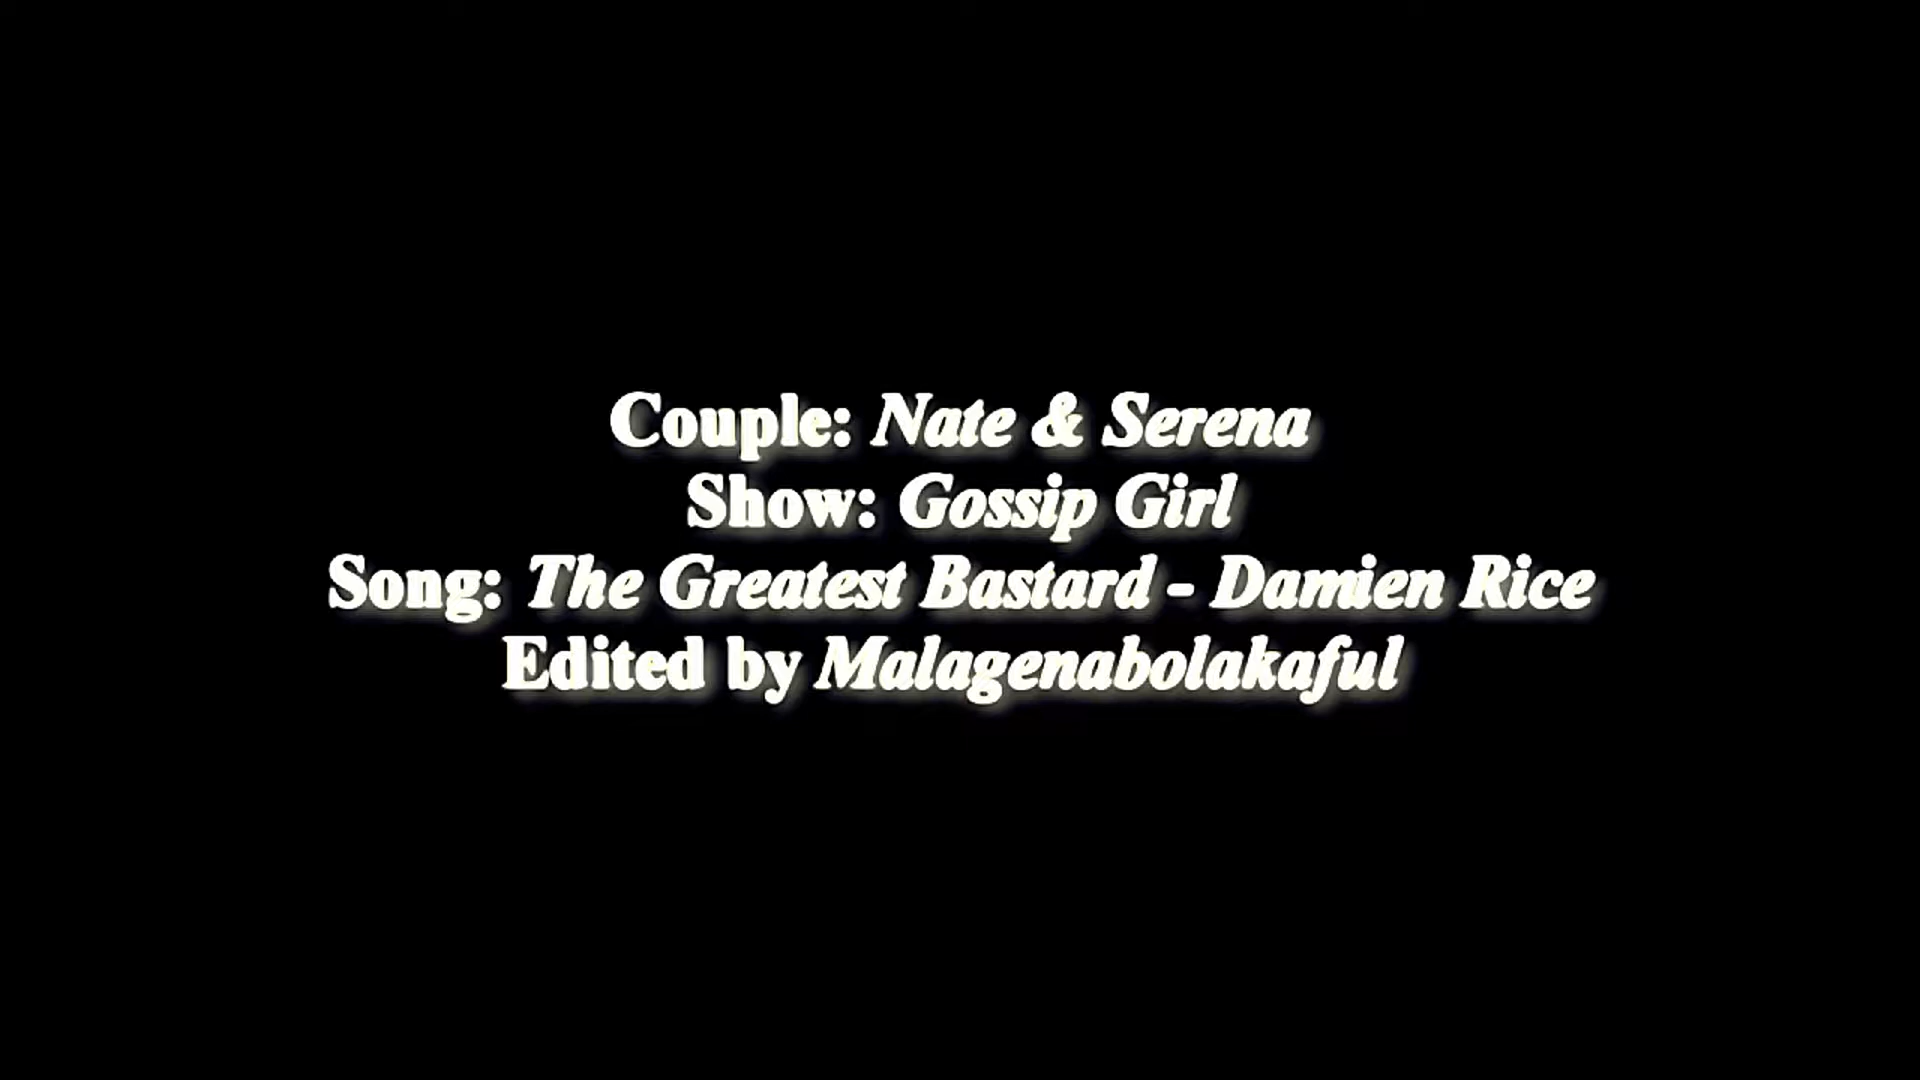 Couple: Nate & Serena
Show: Gossip Girl
Song: The Greatest Bastard - Damien Rice
Edited by Malagenabolakaful